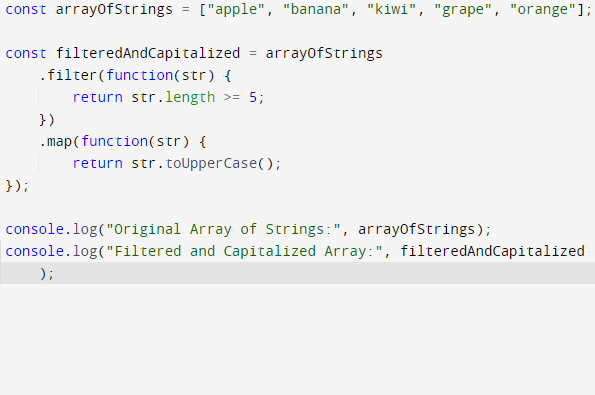 const arrayOfStrings = ["apple", "banana", "kiwi", "grape", "orange"];
const filteredAndCapitalized = arrayOfStrings
.filter(function(str) {
return str.length >= 5;
})
.map(function(str) {
return str.toUpperCase();
});
console.log("Original Array of Strings:", arrayOfStrings);
console.log("Filtered and Capitalized Array:", filteredAndCapitalized
);